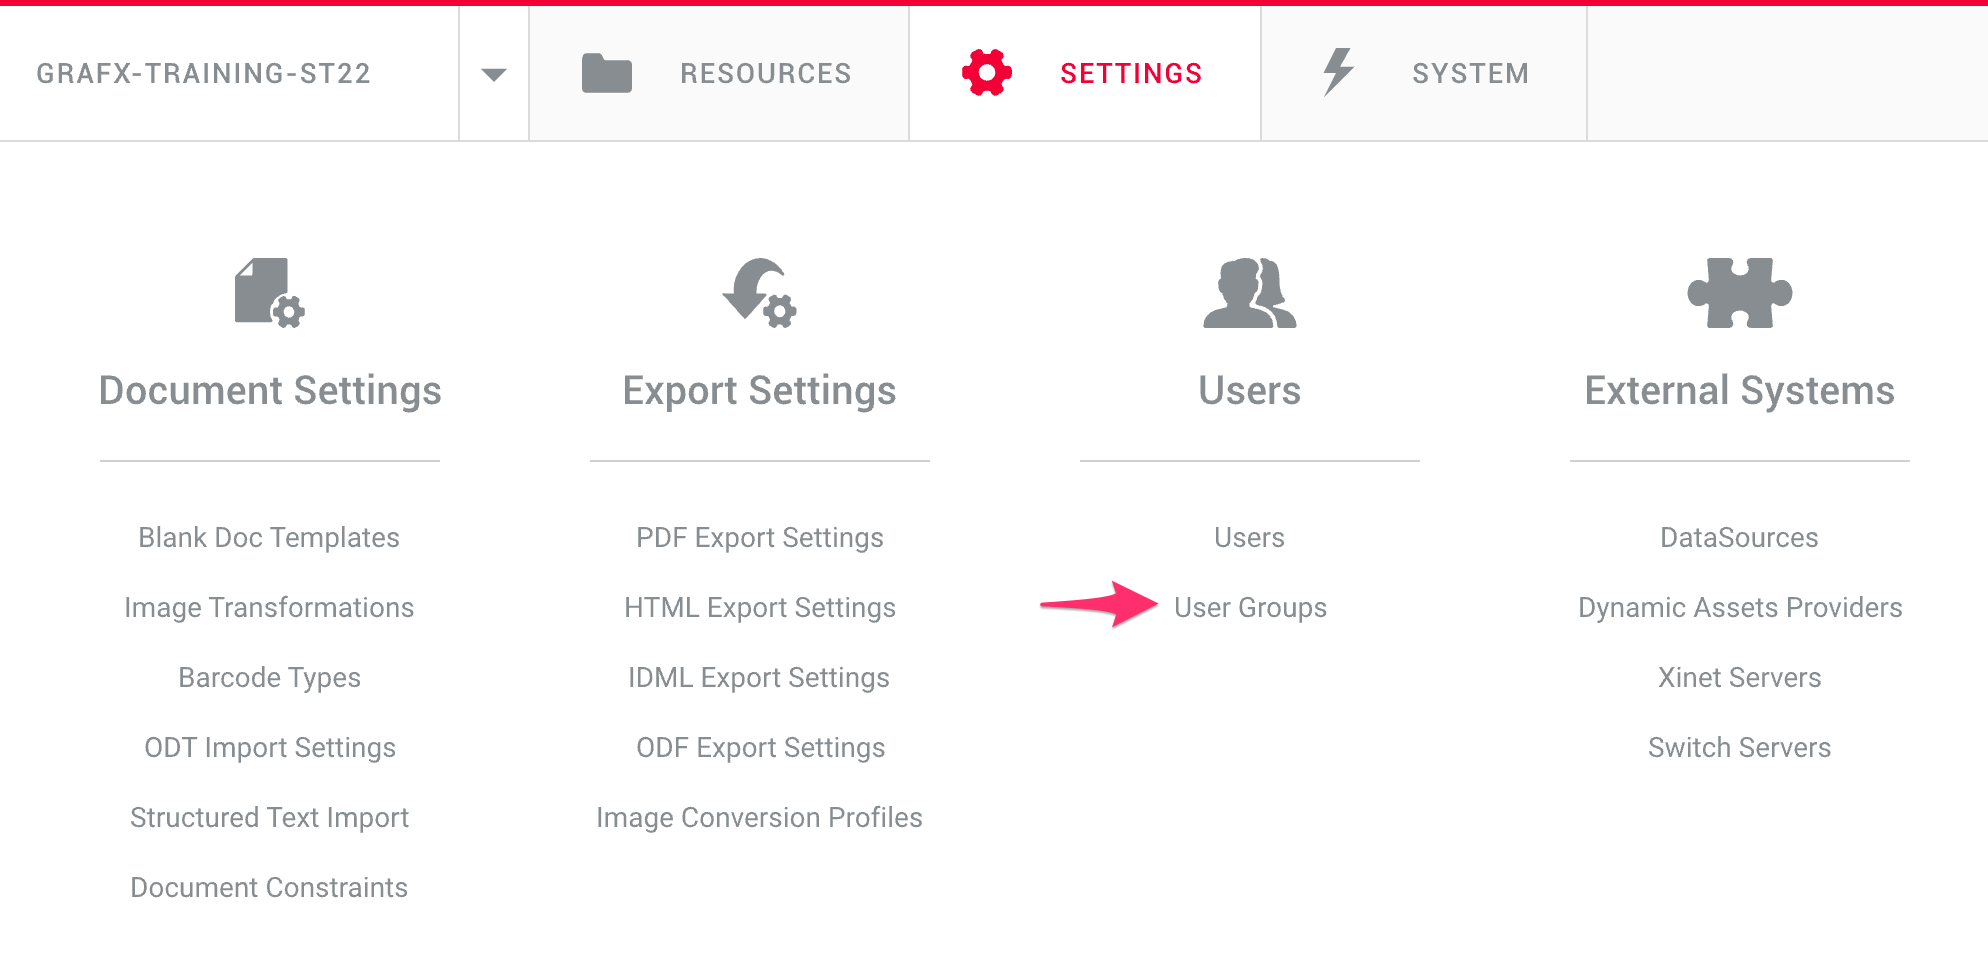 GRAFX-TRAINING-ST22
RESOURCES
SETTINGS
SYSTEM
Document Settings
Blank Doc Templates
Image Transformations
Barcode Types
ODT Import Settings
Structured Text Import
Document Constraints
Export Settings
PDF Export Settings
HTML Export Settings
IDML Export Settings
ODF Export Settings
Image Conversion Profiles
Users
Users
User Groups
External Systems
DataSources
Dynamic Assets Providers
Xinet Servers
Switch Servers